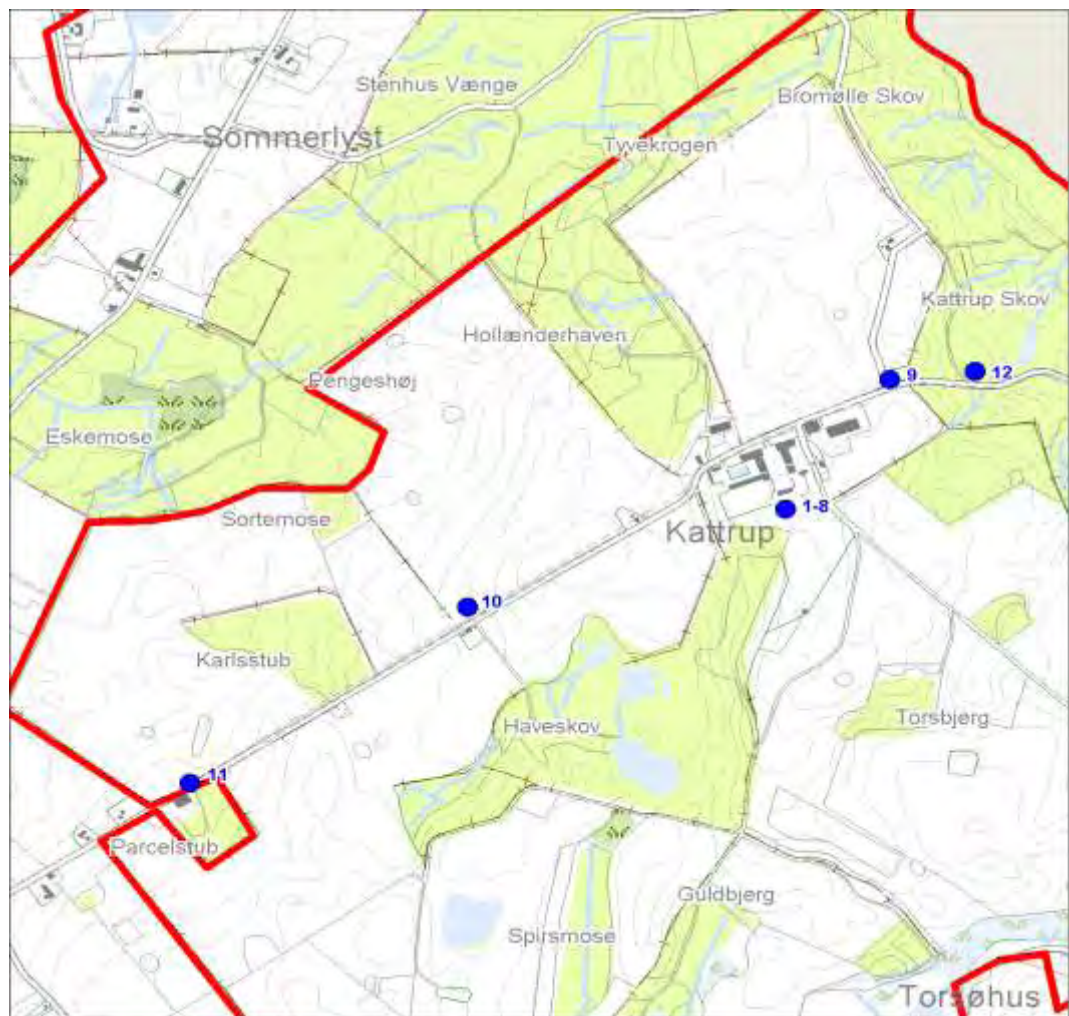 Stenhus Vænge
Bromølle Skov
Sommerlyst
Tyvekrogen
Kattrup Skov
Hollænderhaven
Pengeshøj
9
12
Eskemose
1-8
Sortemose
Kattrup
10
Karlsstub
Torsbjerg
Haveskov
11
Parcelstub
Guldbjerg
Spirsmose
Torsøhus